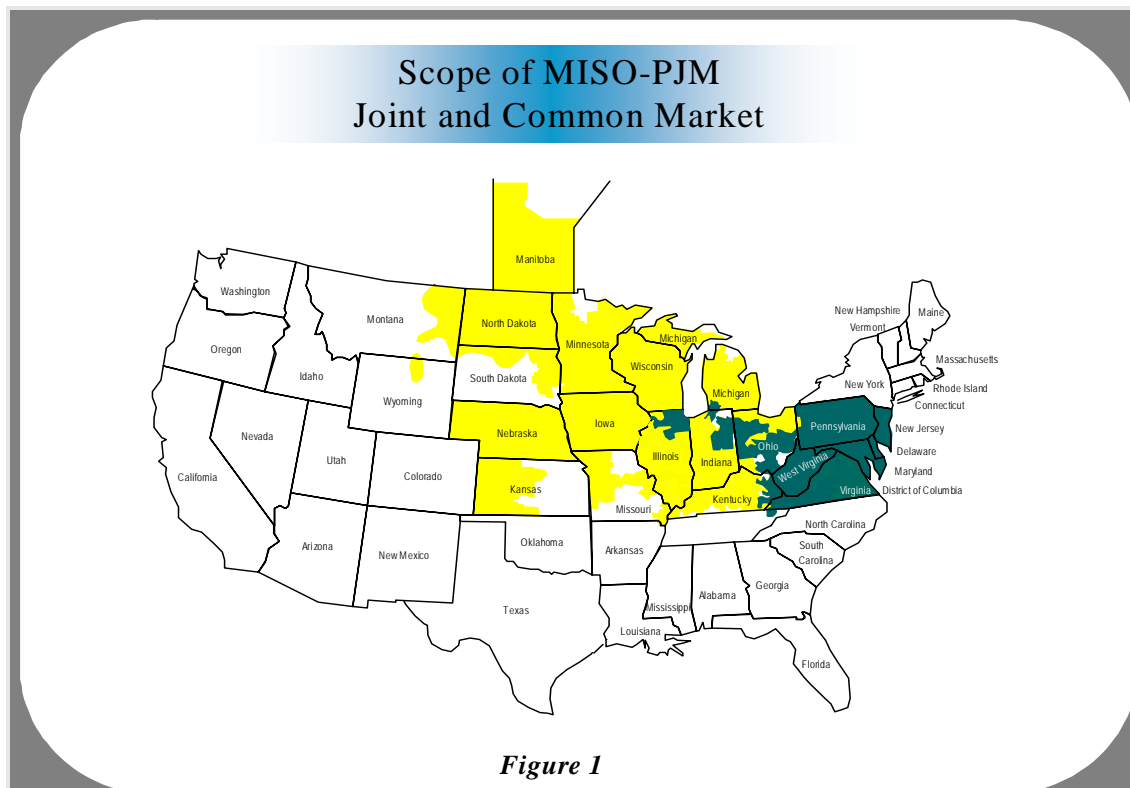 Scope of MISO-PJM
Joint and Common Market
Manitoba
Washington
Montana
North Dakota
Minnesota
Michigan
New Hampshire
Vermont
Maine
Oregon
Idaho
Wyoming
South Dakota
Wisconsin
Michigan
New York
Massachusetts
Rhode Island
Connecticut
Nevada
Nebraska
Iowa
Pennsylvania
New Jersey
California
Utah
Colorado
Kansas
Missouri
Illinois
Indiana
Ohio
West Virginia
Kentucky
Virginia
Delaware
Maryland
District of Columbia
Arizona
New Mexico
Oklahoma
Arkansas
North Carolina
South
Carolina
Texas
Louisiana
Mississippi
Alabama
Georgia
Florida
Figure 1